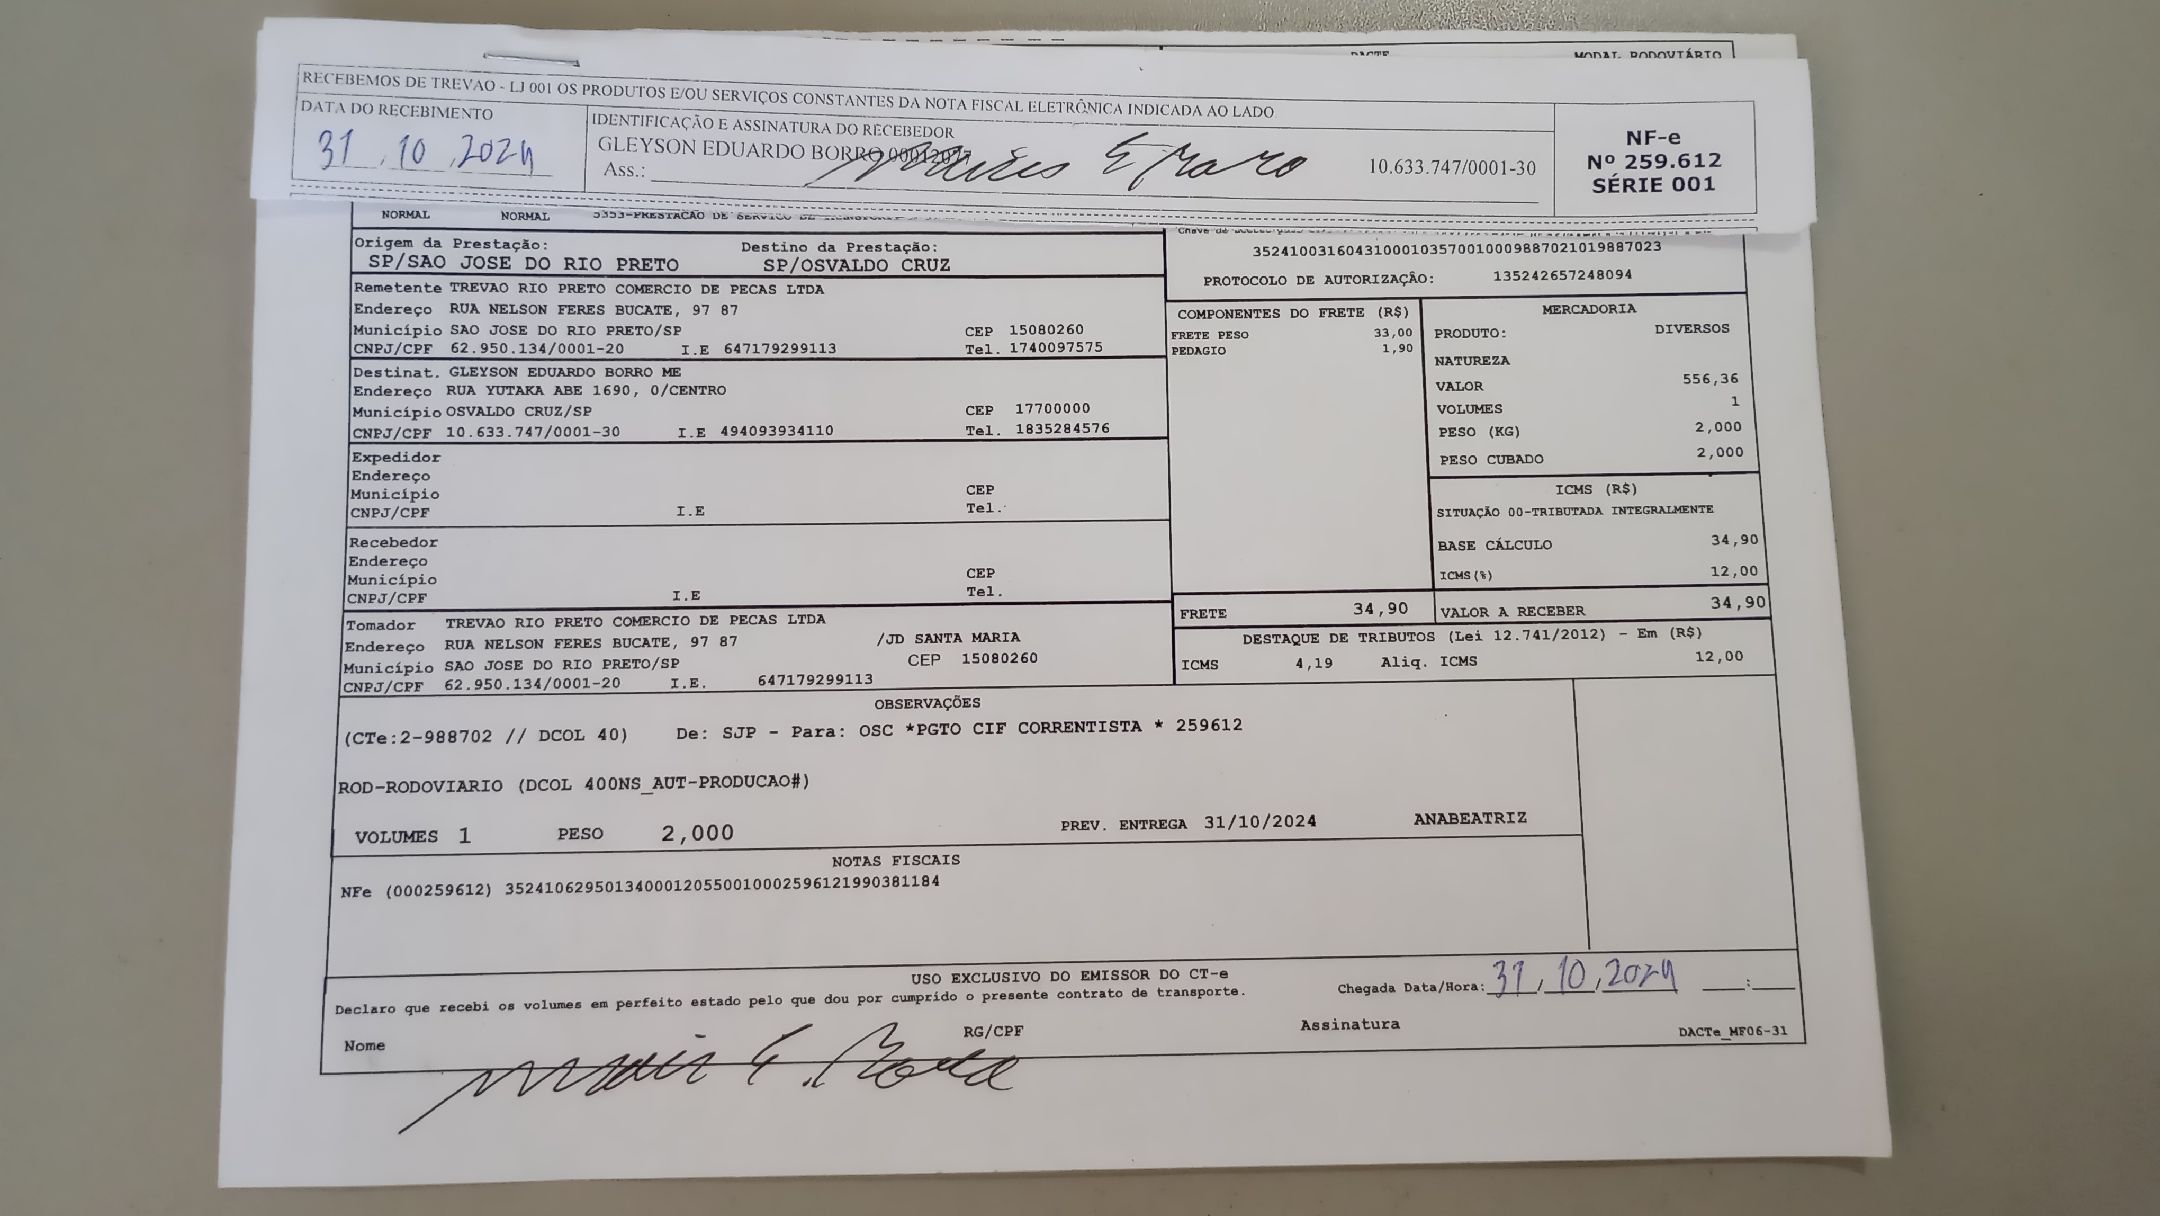 DACTE MODAL RODOVIÁRIO
RECEBEMOS DE TREVAO - LJ 001 OS PRODUTOS E/OU SERVIÇOS CONSTANTES DA NOTA FISCAL ELETRÔNICA INDICADA AO LADO
DATA DO RECEBIMENTO
31 , 10 , 2024
IDENTIFICAÇÃO E ASSINATURA DO RECEBEDOR
GLEYSON EDUARDO BORRO
Ass.: 10.633.747/0001-30
NF-e
Nº 259.612
SÉRIE 001
NORMAL NORMAL 5353-PRESTACAO DE SERVICO DE
Origem da Prestação: Destino da Prestação:
SP/SAO JOSE DO RIO PRETO SP/OSVALDO CRUZ
35241003160431000103570010009887021019887023
PROTOCOLO DE AUTORIZAÇÃO: 135242657248094
Remetente TREVAO RIO PRETO COMERCIO DE PECAS LTDA
Endereço RUA NELSON FERES BUCATE, 97 87
Município SAO JOSE DO RIO PRETO/SP CEP 15080260
CNPJ/CPF 62.950.134/0001-20 I.E 647179299113 Tel. 1740097575
Destinat. GLEYSON EDUARDO BORRO ME
Endereço RUA YUTAKA ABE 1690, 0/CENTRO
Município OSVALDO CRUZ/SP CEP 17700000
CNPJ/CPF 10.633.747/0001-30 I.E 494093934110 Tel. 1835284576
Expedidor
Endereço
Município CEP
CNPJ/CPF I.E Tel.
Recebedor
Endereço
Município CEP
CNPJ/CPF I.E Tel.
Tomador TREVAO RIO PRETO COMERCIO DE PECAS LTDA
Endereço RUA NELSON FERES BUCATE, 97 87 /JD SANTA MARIA
Município SAO JOSE DO RIO PRETO/SP CEP 15080260
CNPJ/CPF 62.950.134/0001-20 I.E. 647179299113
COMPONENTES DO FRETE (R$)
FRETE PESO 33,00
PEDAGIO 1,90
MERCADORIA
PRODUTO: DIVERSOS
NATUREZA
VALOR 556,36
VOLUMES 1
PESO (KG) 2,000
PESO CUBADO 2,000
ICMS (R$)
SITUAÇÃO 00-TRIBUTADA INTEGRALMENTE
BASE CÁLCULO 34,90
ICMS(%) 12,00
FRETE 34,90 VALOR A RECEBER 34,90
DESTAQUE DE TRIBUTOS (Lei 12.741/2012) - Em (R$)
ICMS 4,19 Aliq. ICMS 12,00
OBSERVAÇÕES
(CTe:2-988702 // DCOL 40) De: SJP - Para: OSC *PGTO CIF CORRENTISTA * 259612
ROD-RODOVIARIO (DCOL 400NS_AUT-PRODUCAO#)
VOLUMES 1 PESO 2,000 PREV. ENTREGA 31/10/2024 ANABEATRIZ
NOTAS FISCAIS
NFe (000259612) 35241062950134000120550010002596121990381184
USO EXCLUSIVO DO EMISSOR DO CT-e
Declaro que recebi os volumes em perfeito estado pelo que dou por cumprido o presente contrato de transporte.
Chegada Data/Hora: 31 / 10 / 2024 :
Nome RG/CPF Assinatura DACTe_MF06-31